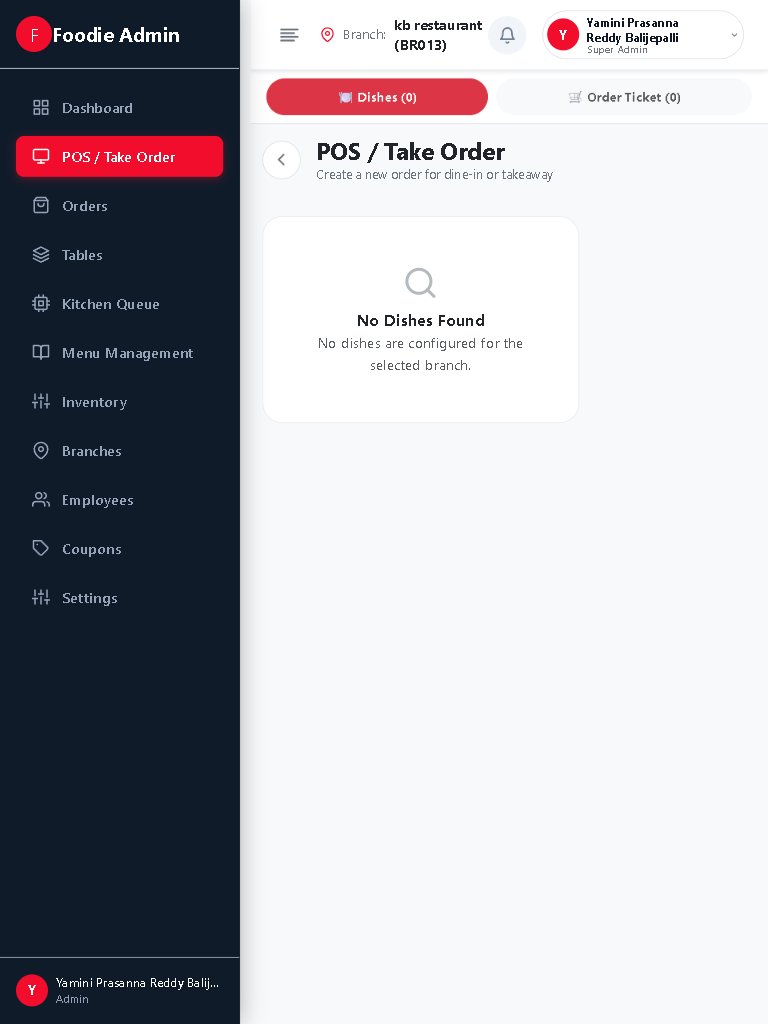 F Foodie Admin
Dashboard
POS / Take Order
Orders
Tables
Kitchen Queue
Menu Management
Inventory
Branches
Employees
Coupons
Settings
Y
Yamini Prasanna Reddy Balij...
Admin
Branch: kb restaurant
(BR013)
Y
Yamini Prasanna
Reddy Balijepalli
Super Admin
Dishes (0)
Order Ticket (0)
POS / Take Order
Create a new order for dine-in or takeaway
No Dishes Found
No dishes are configured for the
selected branch.